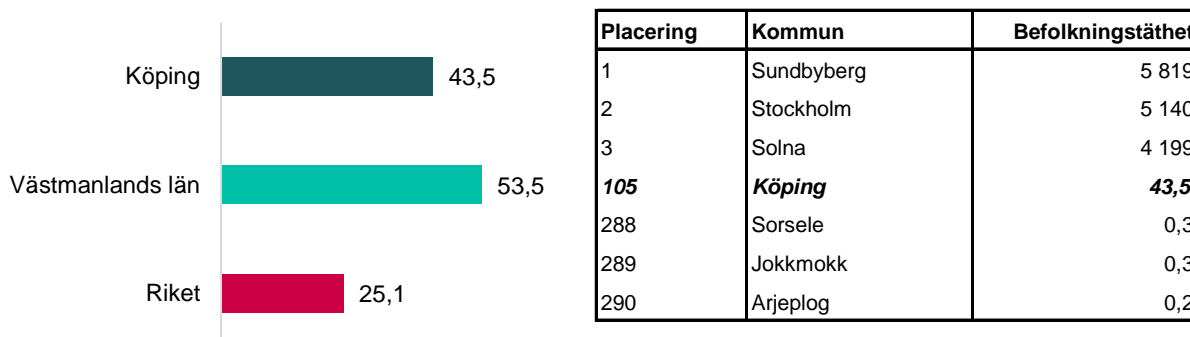 Köping 43,5
Västmanlands län 53,5
Riket 25,1
Placering Kommun Befolkningstäthet
1 Sundbyberg 5 819
2 Stockholm 5 140
3 Solna 4 199
105 Köping 43,5
288 Sorsele 0,3
289 Jokkmokk 0,3
290 Arjeplog 0,2